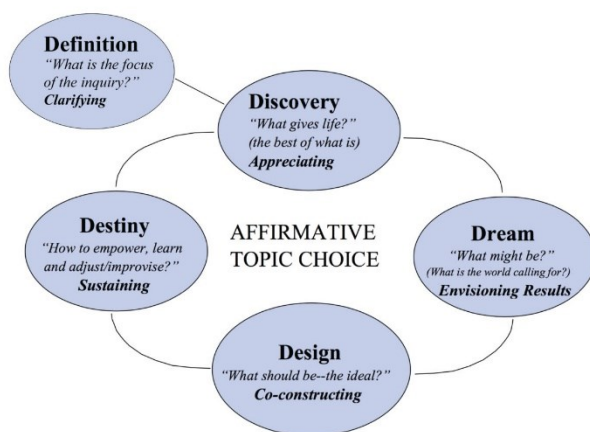 Definition
“What is the focus
of the inquiry?”
Clarifying
Discovery
“What gives life?”
(the best of what is)
Appreciating
Destiny
“How to empower, learn
and adjust/improvise?”
Sustaining
AFFIRMATIVE
TOPIC CHOICE
Dream
“What might be?”
(What is the world calling for?)
Envisioning Results
Design
“What should be--the ideal?”
Co-constructing